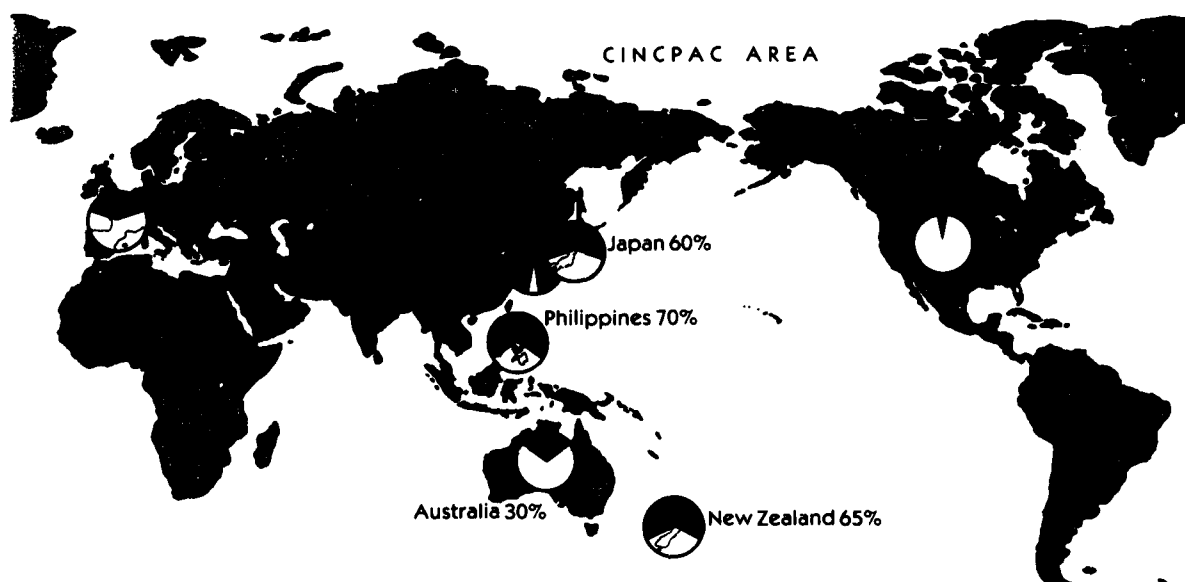 CINCPAC AREA
Japan 60%
Philippines 70%
Australia 30%
New Zealand 65%